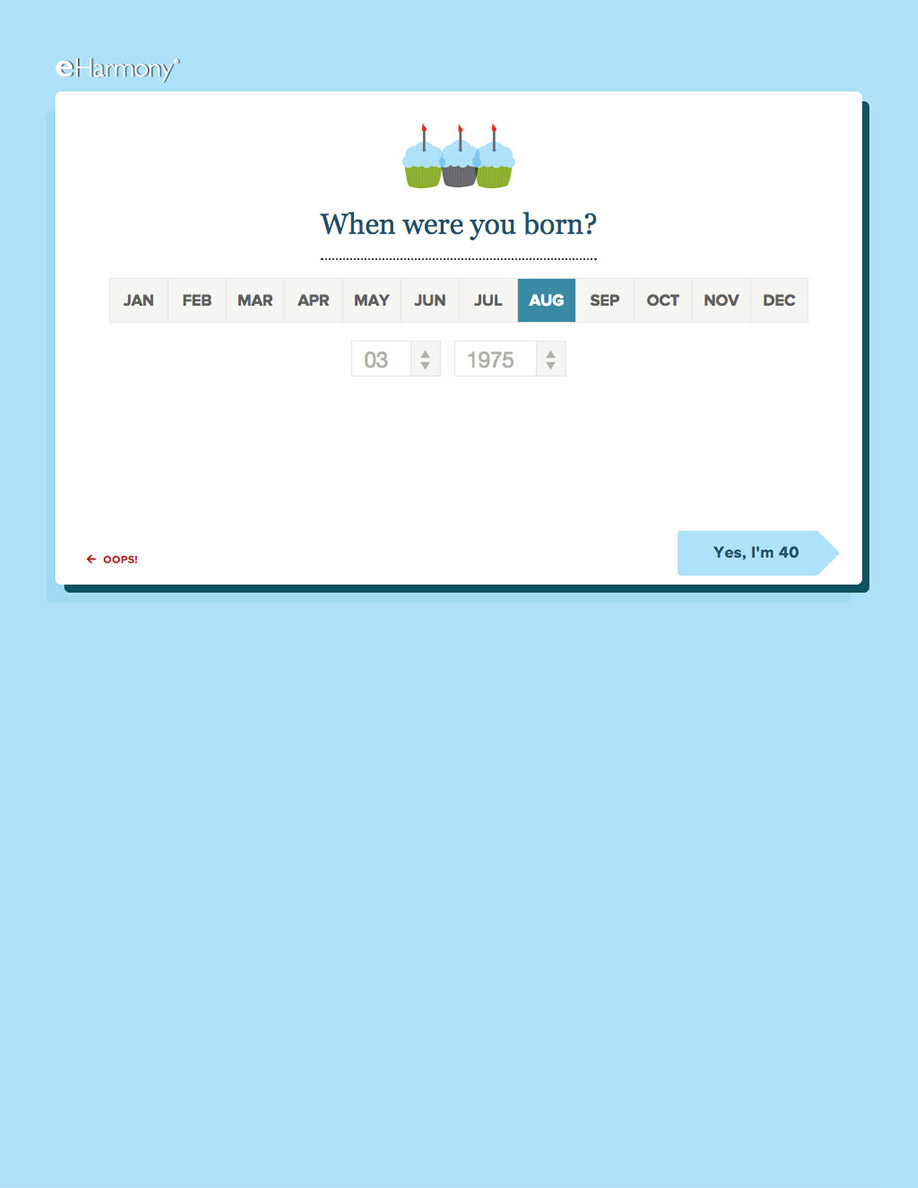 eHarmony®
When were you born?
JAN FEB MAR APR MAY JUN JUL AUG SEP OCT NOV DEC
03 1975
← OOPS!
Yes, I'm 40